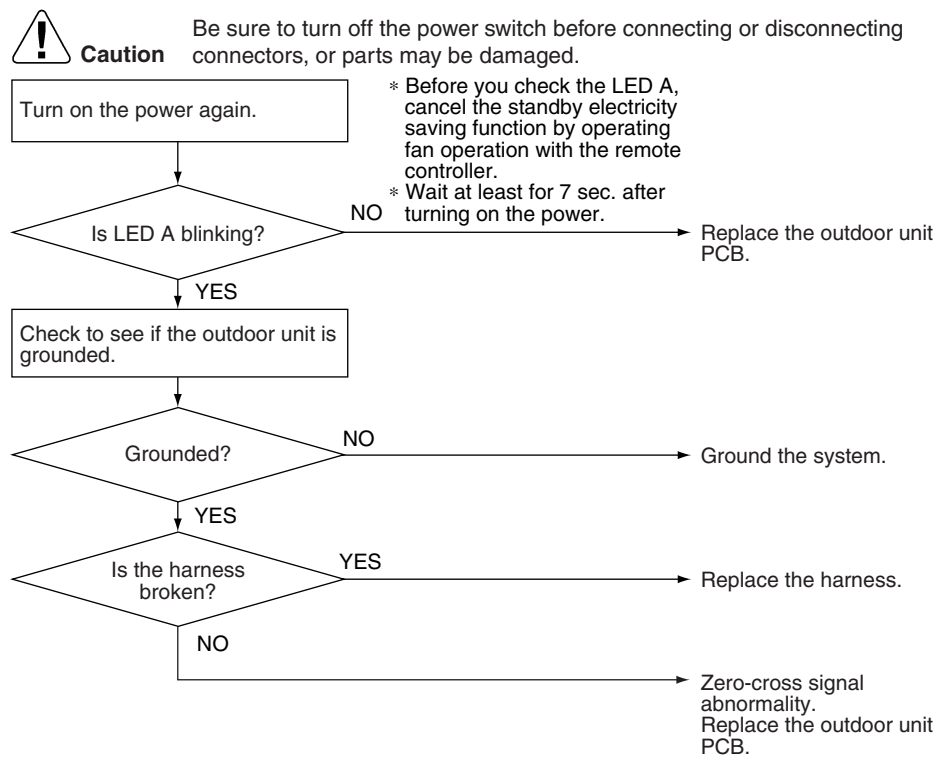 Be sure to turn off the power switch before connecting or disconnecting
Caution connectors, or parts may be damaged.
Turn on the power again.
∗ Before you check the LED A,
cancel the standby electricity
saving function by operating
fan operation with the remote
controller.
∗ Wait at least for 7 sec. after
turning on the power.
Is LED A blinking?
NO
Replace the outdoor unit
PCB.
YES
Check to see if the outdoor unit is
grounded.
Grounded?
NO
Ground the system.
YES
Is the harness
broken?
YES
Replace the harness.
NO
Zero-cross signal
abnormality.
Replace the outdoor unit
PCB.